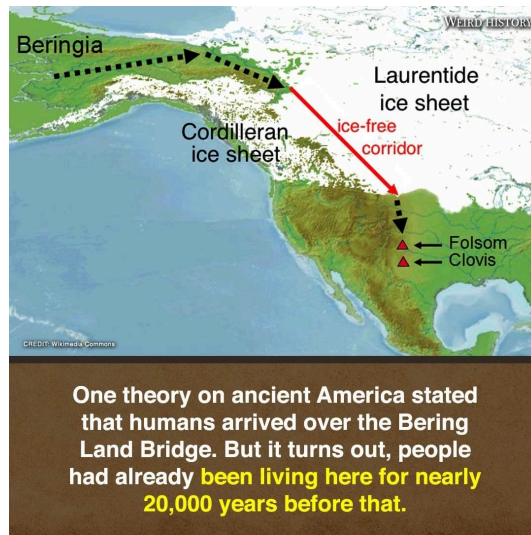 WEIRD HISTORY
Beringia
Laurentide
ice sheet
Cordilleran
ice sheet
ice-free
corridor
Folsom
Clovis
CREDIT: Wikimedia Commons
One theory on ancient America stated
that humans arrived over the Bering
Land Bridge. But it turns out, people
had already been living here for nearly
20,000 years before that.